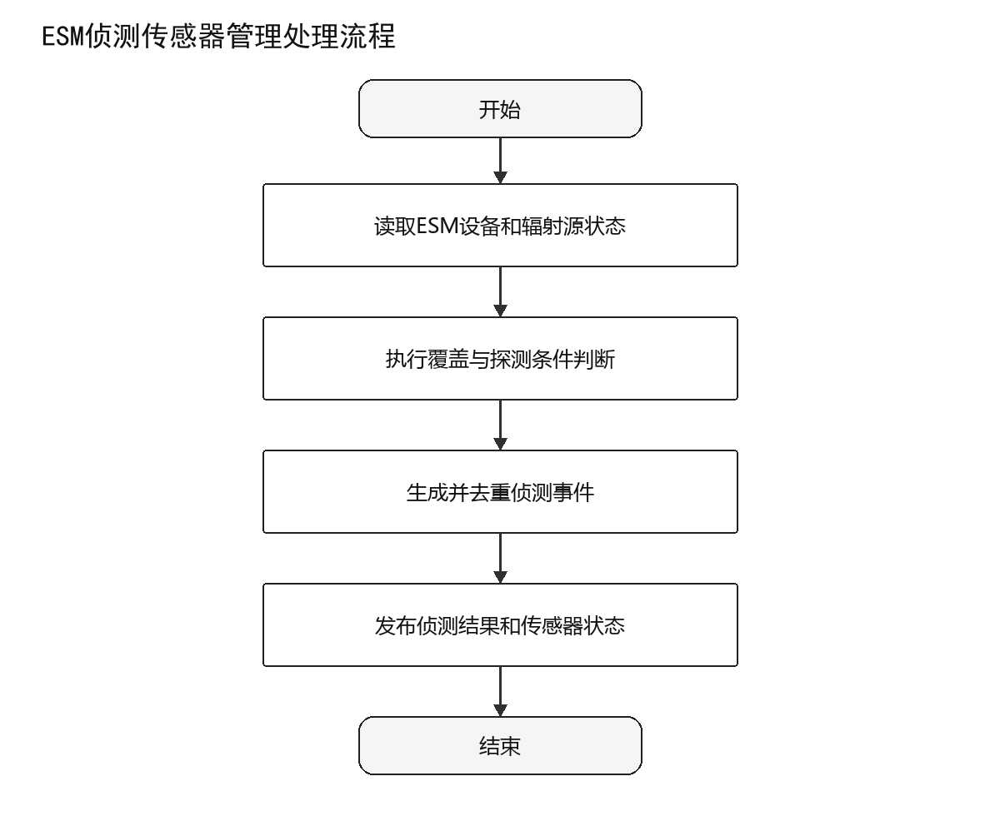 ESM侦测传感器管理处理流程
开始
读取ESM设备和辐射源状态
执行覆盖与探测条件判断
生成并去重侦测事件
发布侦测结果和传感器状态
结束